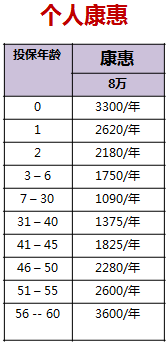 个人康惠
投保年龄 康惠
8万
0 3300/年
1 2620/年
2 2180/年
3 – 6 1750/年
7 – 30 1090/年
31 – 40 1375/年
41 – 45 1825/年
46 – 50 2280/年
51 – 55 2600/年
56 -- 60 3600/年